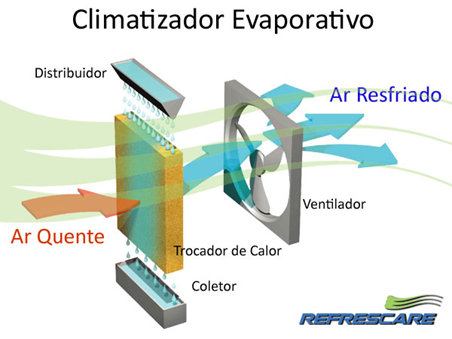 Climatizador Evaporativo
Distribuidor
Ar Resfriado
Ventilador
Ar Quente
Trocador de Calor
Coletor
REFRESCARE